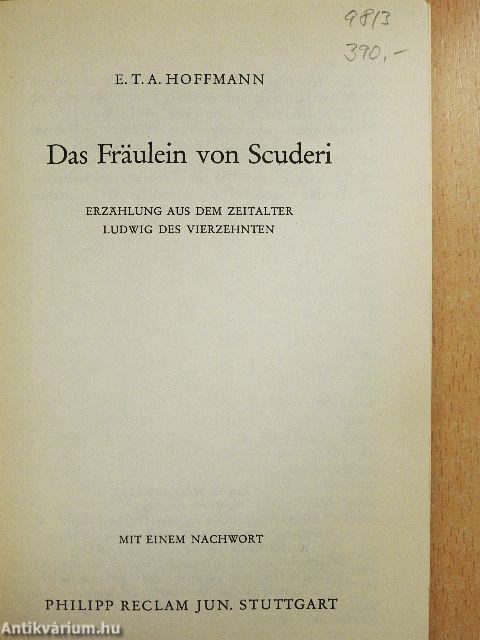 98/3
390,-
E. T. A. HOFFMANN
Das Fräulein von Scuderi
ERZÄHLUNG AUS DEM ZEITALTER
LUDWIG DES VIERZEHNTEN
MIT EINEM NACHWORT
PHILIPP RECLAM JUN. STUTTGART
Antikvárium.hu